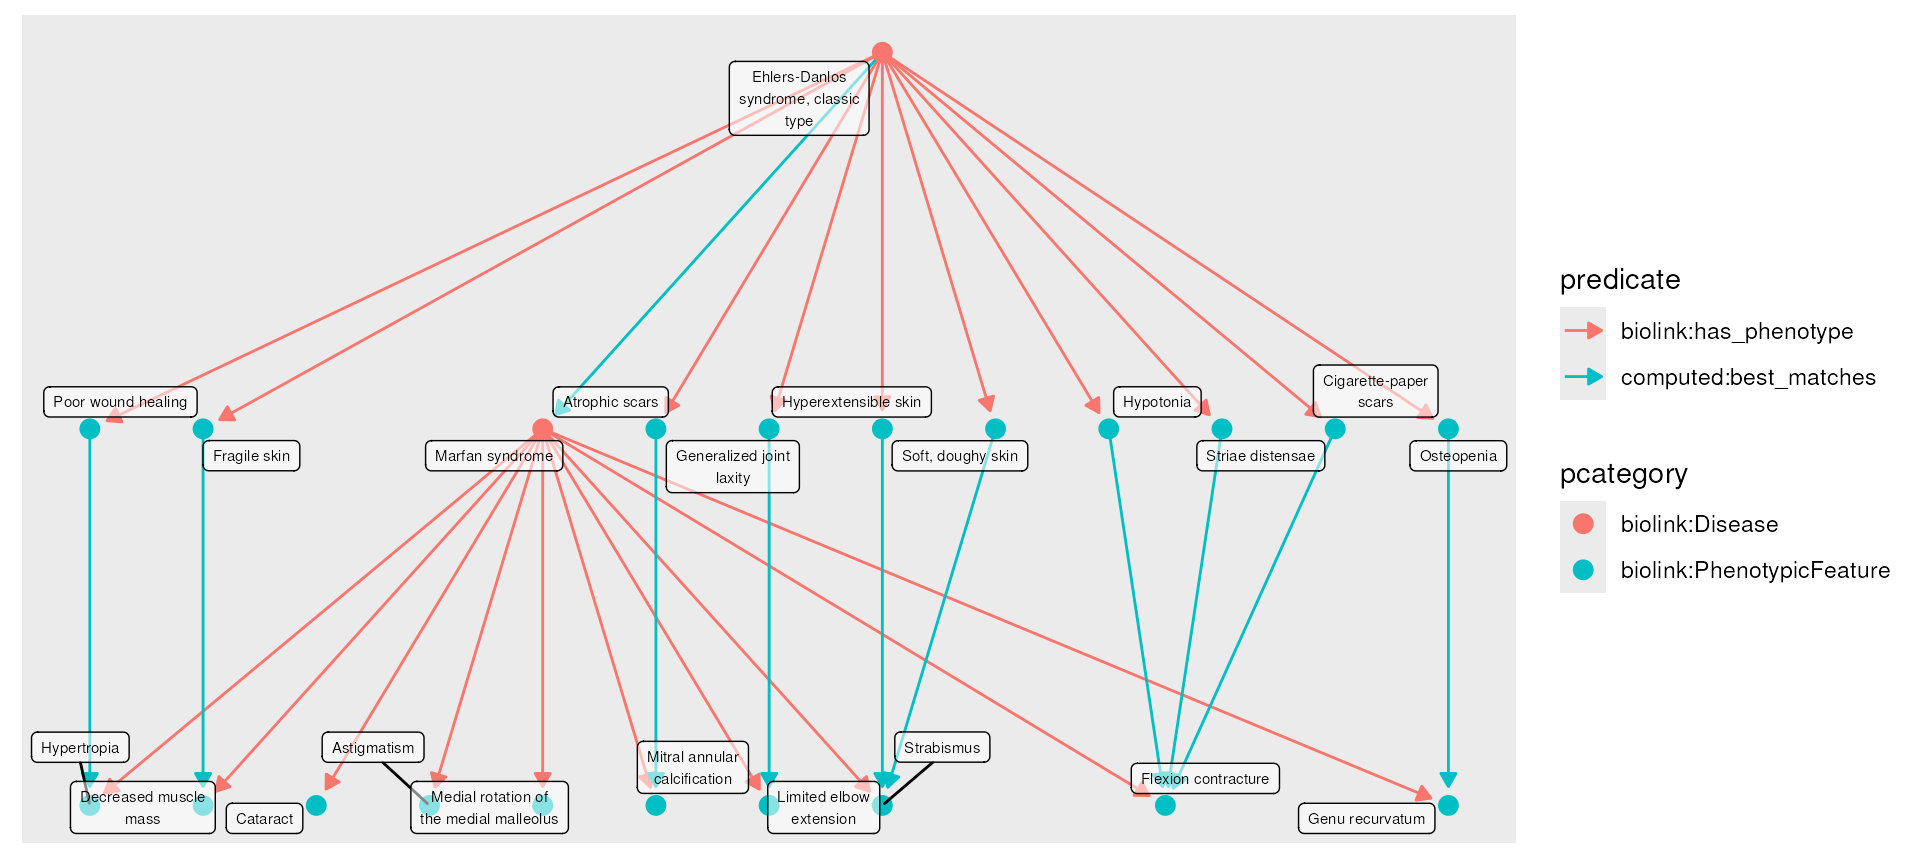 Ehlers-Danlos
syndrome, classic
type
Poor wound healing
Atrophic scars
Hyperextensible skin
Hypotonia
Cigarette-paper
scars
Fragile skin
Marfan syndrome
Generalized joint
laxity
Soft, doughy skin
Striae distensae
Osteopenia
Hypertropia
Astigmatism
Mitral annular
calcification
Strabismus
Flexion contracture
Decreased muscle
mass
Cataract
Medial rotation of
the medial malleolus
Limited elbow
extension
Genu recurvatum
predicate
biolink:has_phenotype
computed:best_matches
pcategory
biolink:Disease
biolink:PhenotypicFeature